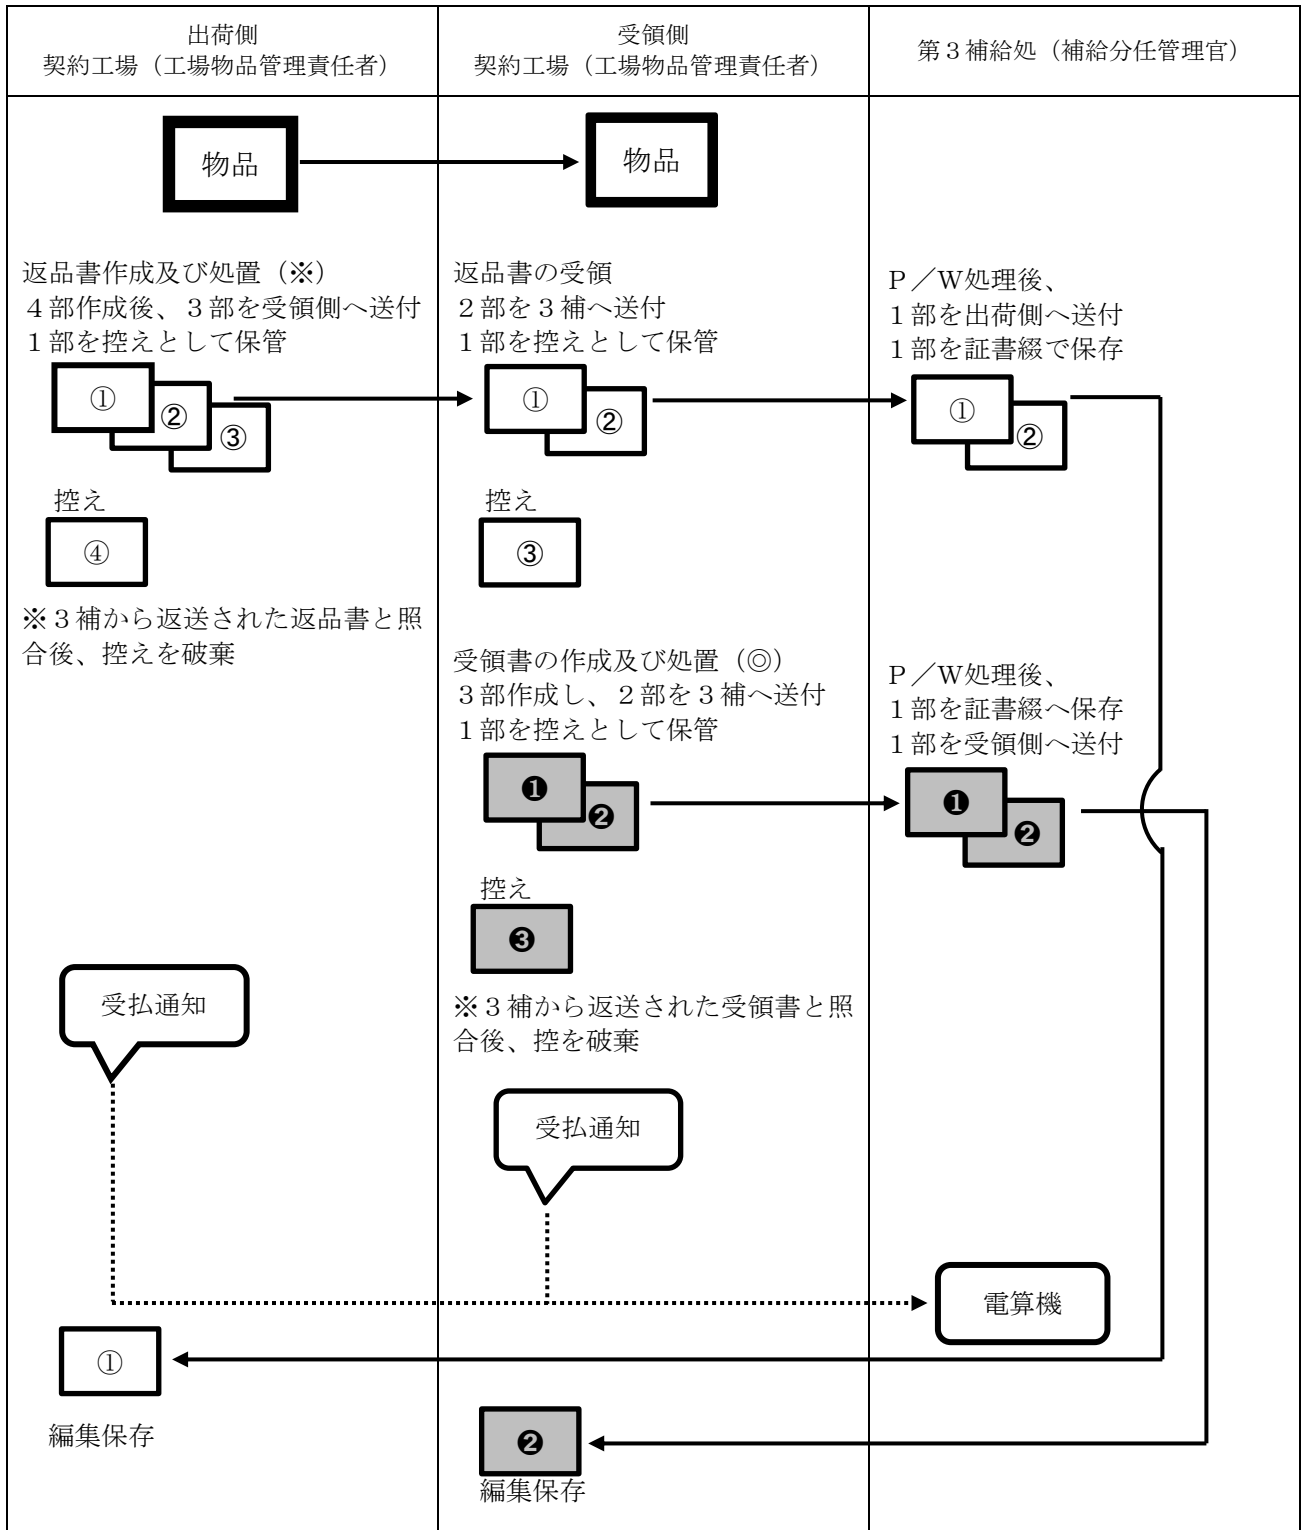 出荷側
契約工場（工場物品管理責任者）
受領側
契約工場（工場物品管理責任者）
第３補給処（補給分任管理官）
物品
物品
返品書作成及び処置（※）
４部作成後、３部を受領側へ送付
１部を控えとして保管
①
②
③
控え
④
※３補から返送された返品書と照
合後、控えを破棄
返品書の受領
２部を３補へ送付
１部を控えとして保管
①
②
控え
③
Ｐ／Ｗ処理後、
１部を出荷側へ送付
１部を証書綴で保存
①
②
受領書の作成及び処置（◎）
３部作成し、２部を３補へ送付
１部を控えとして保管
❶
❷
控え
❸
※３補から返送された受領書と照
合後、控を破棄
Ｐ／Ｗ処理後、
１部を証書綴へ保存
１部を受領側へ送付
❶
❷
受払通知
受払通知
電算機
①
編集保存
❷
編集保存